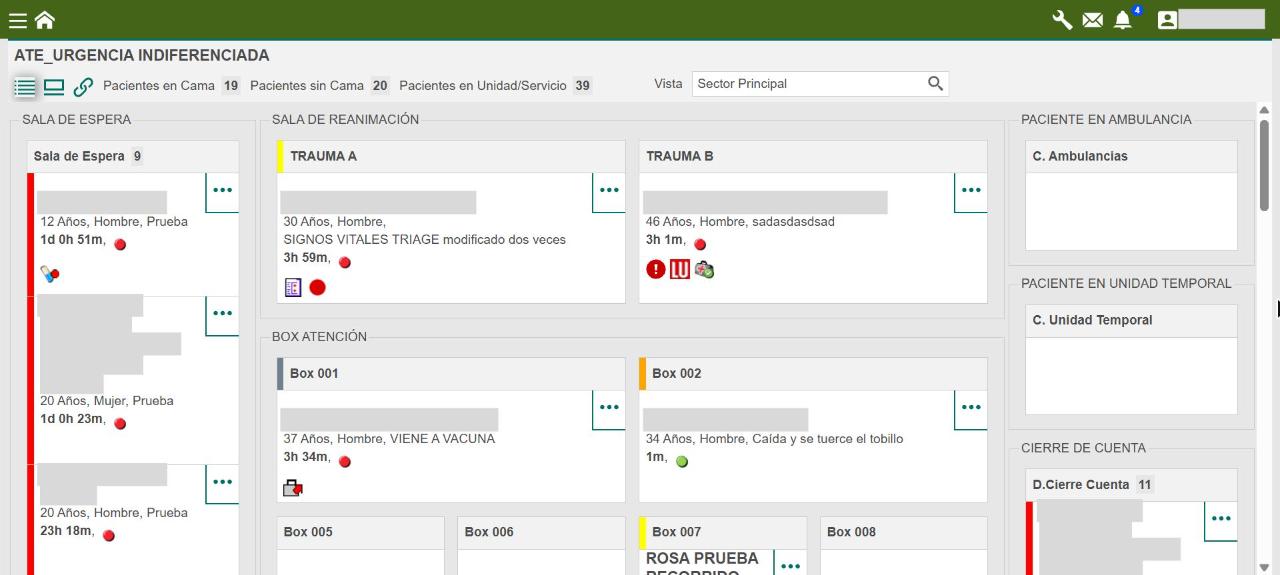 4
ATE_URGENCIA INDIFERENCIADA
Pacientes en Cama 19 Pacientes sin Cama 20 Pacientes en Unidad/Servicio 39 Vista Sector Principal
SALA DE ESPERA
Sala de Espera 9
12 Años, Hombre, Prueba
1d 0h 51m,
20 Años, Mujer, Prueba
1d 0h 23m,
20 Años, Hombre, Prueba
23h 18m,
SALA DE REANIMACIÓN
TRAUMA A
30 Años, Hombre,
SIGNOS VITALES TRIAGE modificado dos veces
3h 59m,
TRAUMA B
46 Años, Hombre, sadasdasdsad
3h 1m,
LU
BOX ATENCIÓN
Box 001
37 Años, Hombre, VIENE A VACUNA
3h 34m,
Box 002
34 Años, Hombre, Caída y se tuerce el tobillo
1m,
Box 005
Box 006
Box 007
ROSA PRUEBA
RECORRIDO
Box 008
PACIENTE EN AMBULANCIA
C. Ambulancias
PACIENTE EN UNIDAD TEMPORAL
C. Unidad Temporal
CIERRE DE CUENTA
D.Cierre Cuenta 11